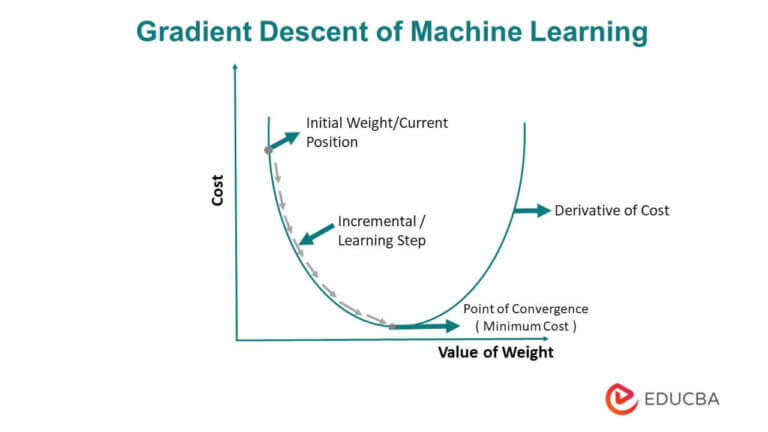 Gradient Descent of Machine Learning
Initial Weight/Current
Position
Cost
Incremental /
Learning Step
Derivative of Cost
Point of Convergence
( Minimum Cost )
Value of Weight
EDUCBA